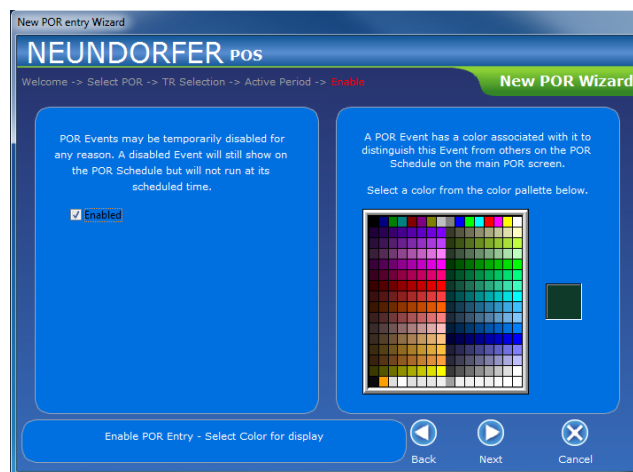 New POR entry Wizard
NEUNDORFER POS
Welcome -> Select POR -> TR Selection -> Active Period -> Enable
New POR Wizard
POR Events may be temporarily disabled for
any reason. A disabled Event will still show on
the POR Schedule but will not run at its
scheduled time.
Enabled
A POR Event has a color associated with it to
distinguish this Event from others on the POR
Schedule on the main POR screen.
Select a color from the color pallette below.
Enable POR Entry - Select Color for display
Back
Next
Cancel